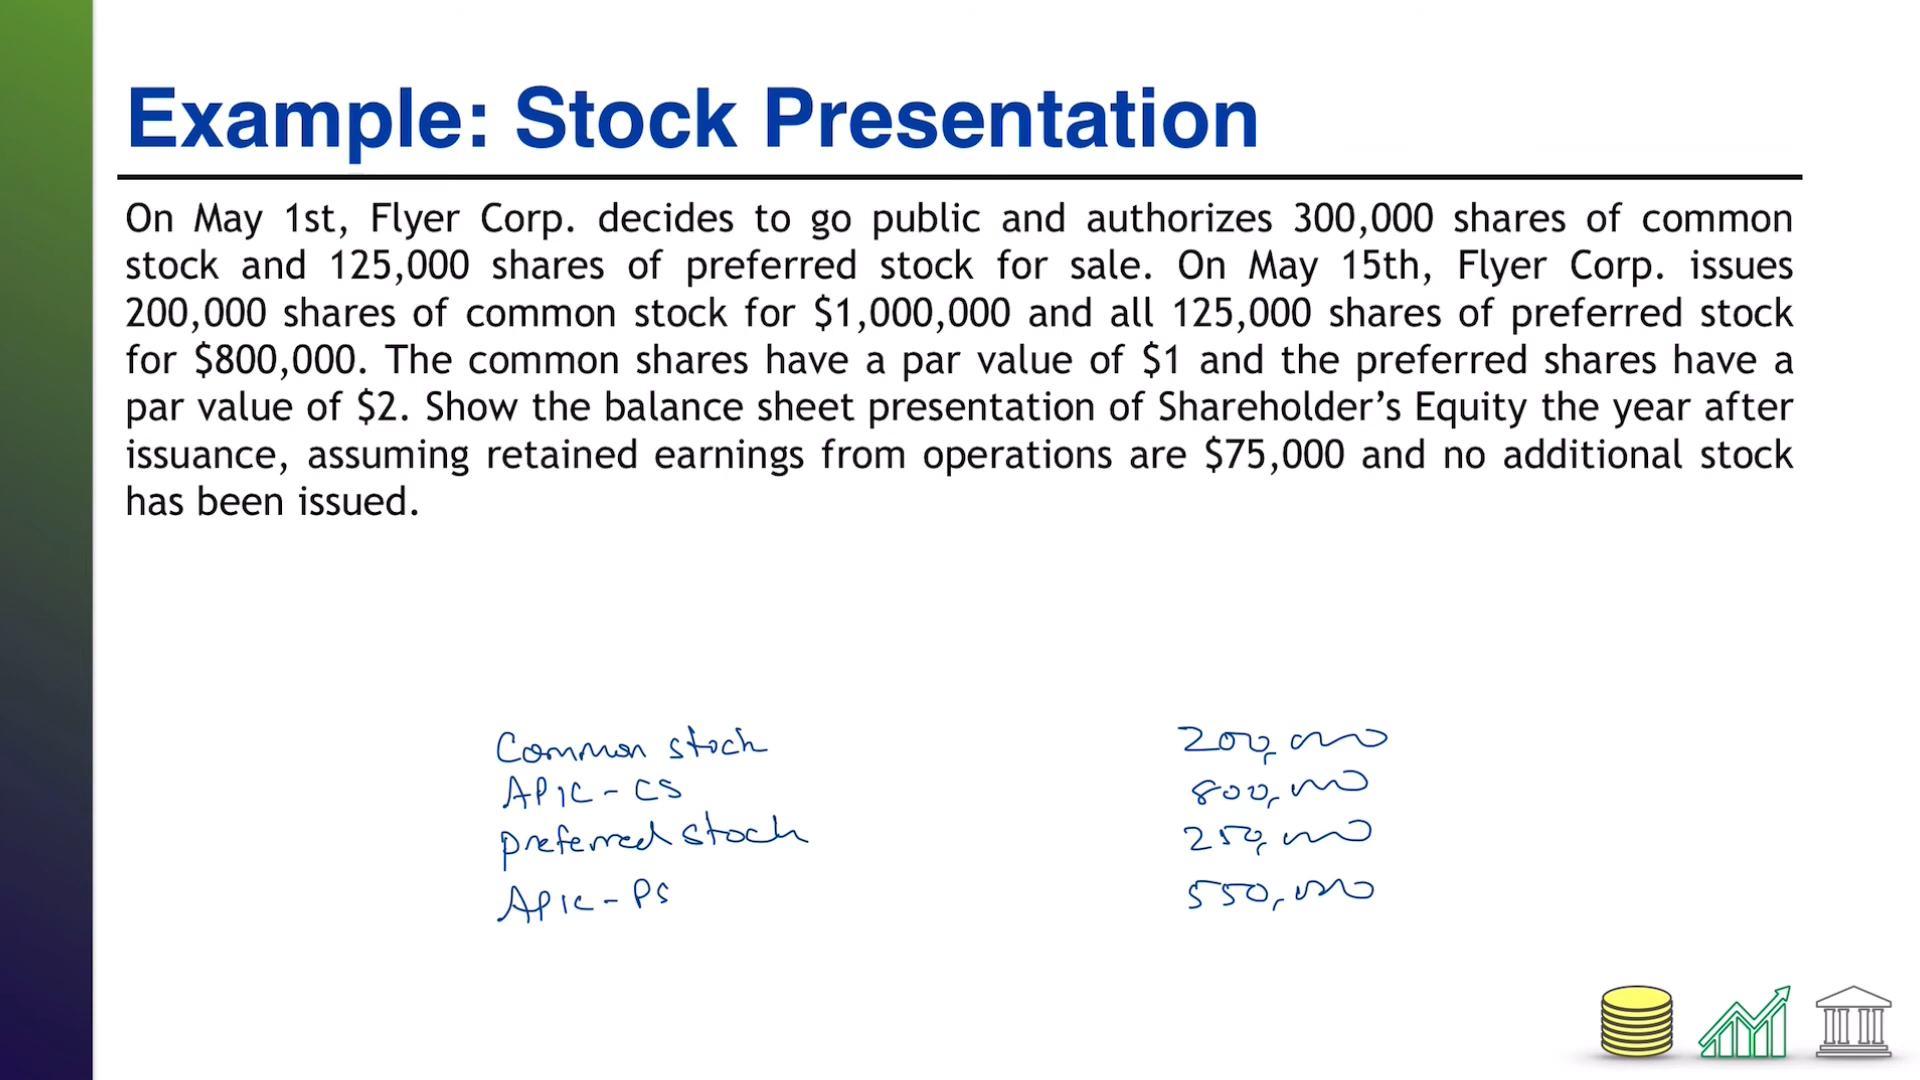 Example: Stock Presentation
On May 1st, Flyer Corp. decides to go public and authorizes 300,000 shares of common
stock and 125,000 shares of preferred stock for sale. On May 15th, Flyer Corp. issues
200,000 shares of common stock for $1,000,000 and all 125,000 shares of preferred stock
for $800,000. The common shares have a par value of $1 and the preferred shares have a
par value of $2. Show the balance sheet presentation of Shareholder’s Equity the year after
issuance, assuming retained earnings from operations are $75,000 and no additional stock
has been issued.
Common stock 200,000
APIC - CS 800,000
preferred stock 250,000
APIC - PS 550,000